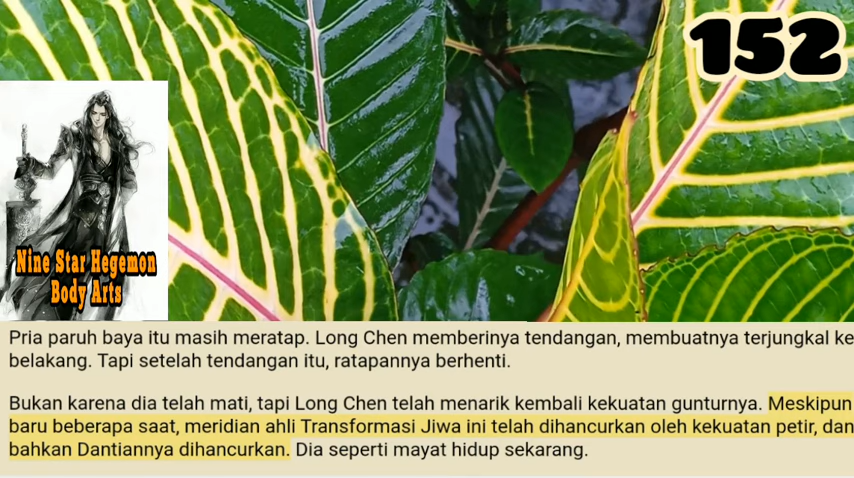 152
Nine Star Hegemon
Body Arts
Pria paruh baya itu masih meratap. Long Chen memberinya tendangan, membuatnya terjungkal ke
belakang. Tapi setelah tendangan itu, ratapannya berhenti.
Bukan karena dia telah mati, tapi Long Chen telah menarik kembali kekuatan gunturnya. Meskipun
baru beberapa saat, meridian ahli Transformasi Jiwa ini telah dihancurkan oleh kekuatan petir, dan
bahkan Dantiannya dihancurkan. Dia seperti mayat hidup sekarang.